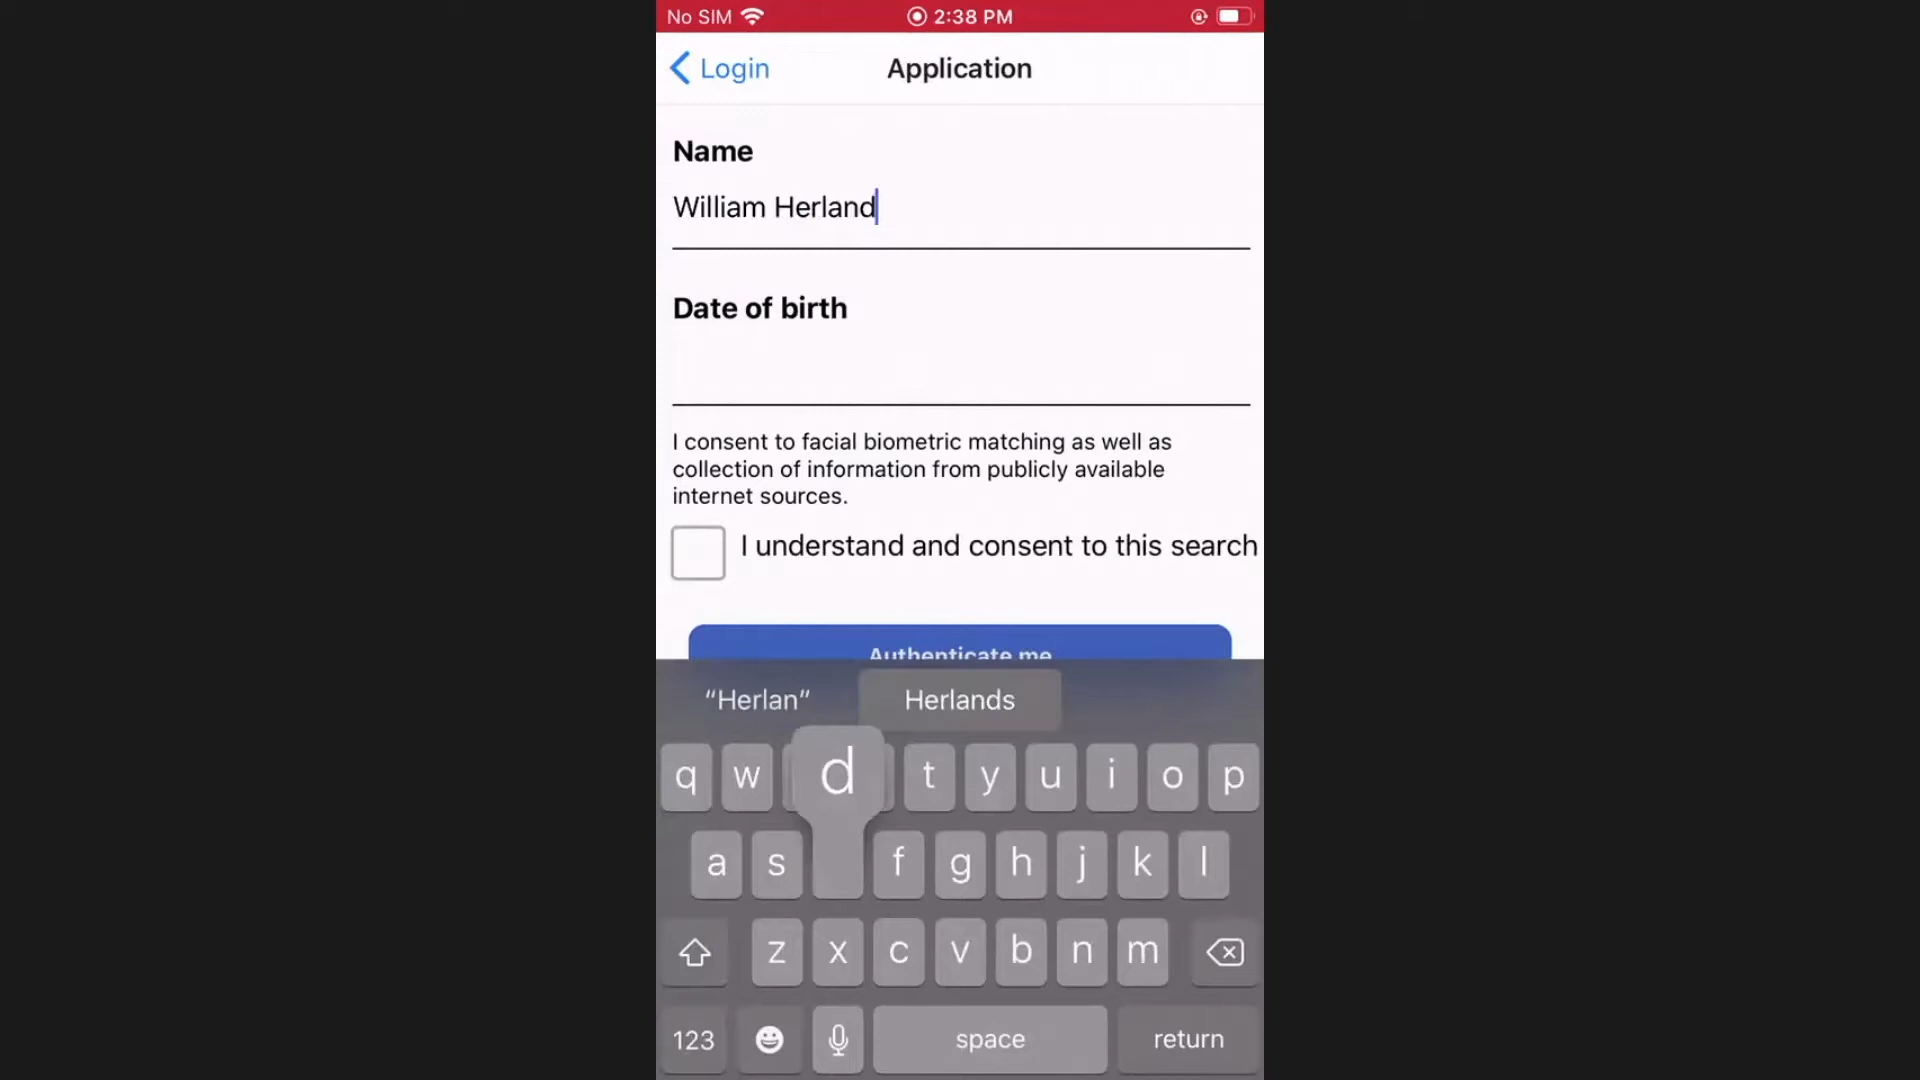 No SIM 2:38 PM
Login Application
Name
William Herland
Date of birth
I consent to facial biometric matching as well as
collection of information from publicly available
internet sources.
I understand and consent to this search
Authenticate me
“Herlan” Herlands
q w d t y u i o p
a s f g h j k l
z x c v b n m
123 space return